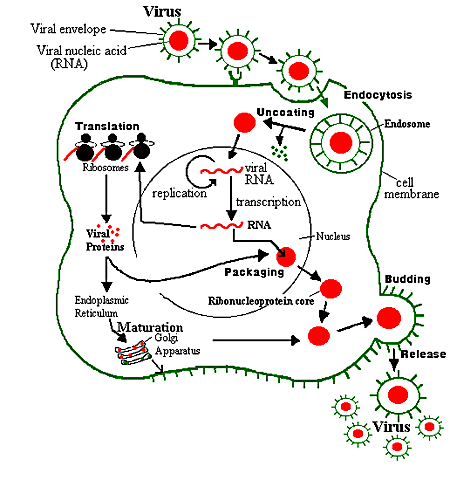 Virus
Viral envelope
Viral nucleic acid
(RNA)
Endocytosis
Uncoating
Endosome
Translation
Ribosomes
viral
RNA
replication
cell
membrane
transcription
RNA
Viral
Proteins
Nucleus
Packaging
Budding
Endoplasmic
Reticulum
Ribonucleoprotein core
Maturation
Golgi
Apparatus
Release
Virus